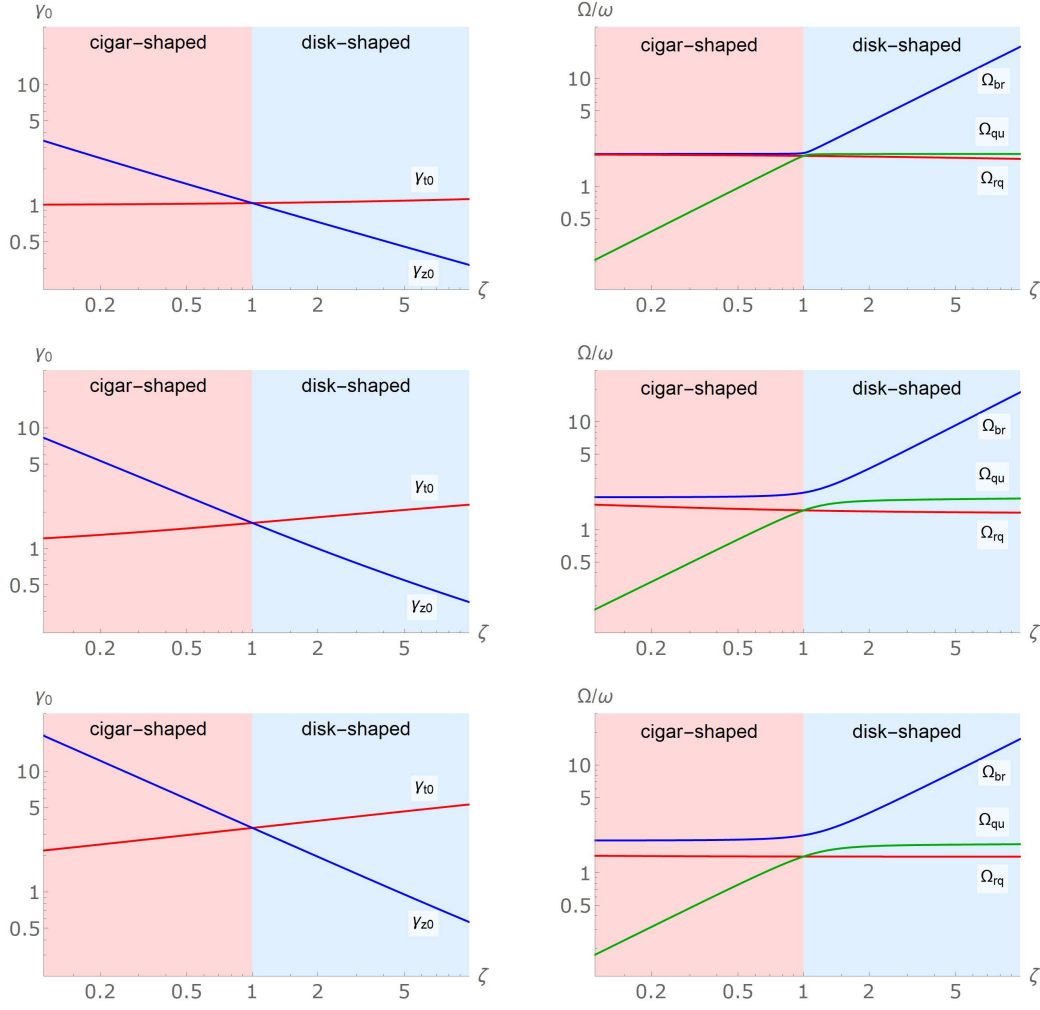 γ₀
Ω/ω
cigar−shaped
disk−shaped
cigar−shaped
disk−shaped
10
5
1
0.5
γt0
γz0
10
5
1
0.5
Ωbr
Ωqu
Ωrq
0.2
0.5
1
2
5
ζ
0.2
0.5
1
2
5
ζ
γ₀
Ω/ω
cigar−shaped
disk−shaped
cigar−shaped
disk−shaped
10
5
1
0.5
γt0
γz0
10
5
1
0.5
Ωbr
Ωqu
Ωrq
0.2
0.5
1
2
5
ζ
0.2
0.5
1
2
5
ζ
γ₀
Ω/ω
cigar−shaped
disk−shaped
cigar−shaped
disk−shaped
10
5
1
0.5
γt0
γz0
10
5
1
0.5
Ωbr
Ωqu
Ωrq
0.2
0.5
1
2
5
ζ
0.2
0.5
1
2
5
ζ